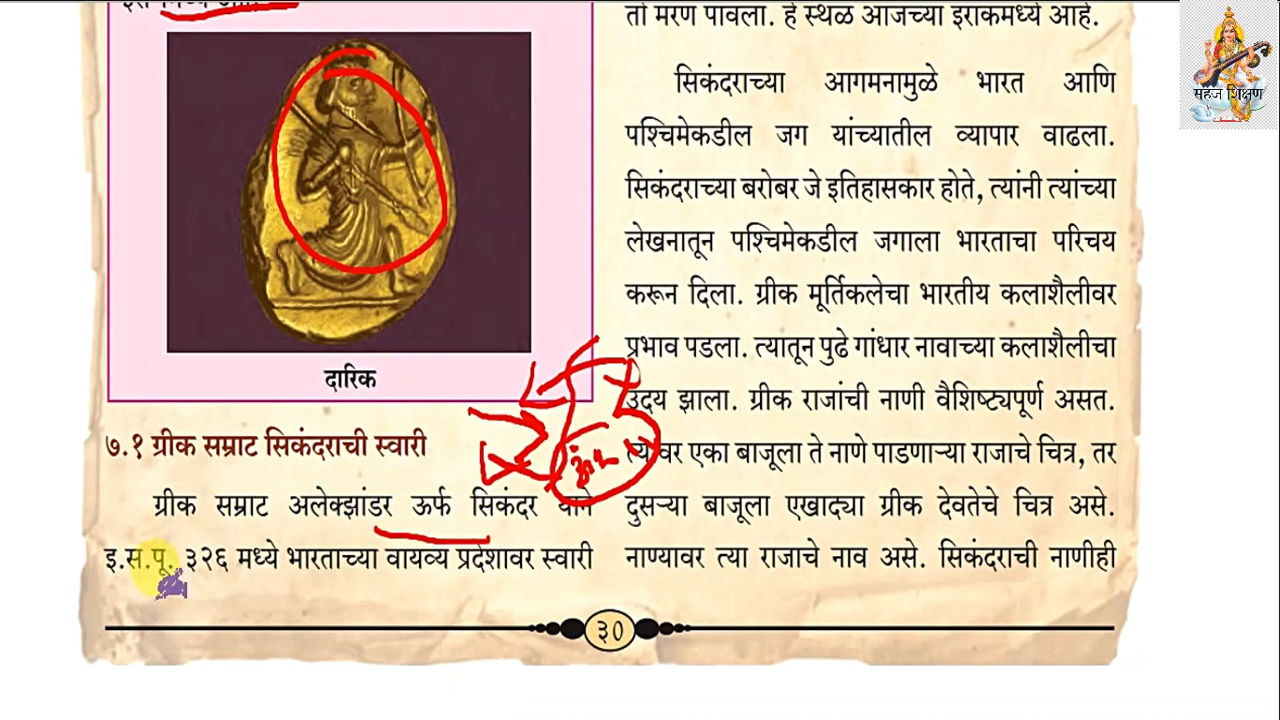 दारिक
७.१ ग्रीक सम्राट सिकंदराची स्वारी
ग्रीक सम्राट अलेक्झांडर ऊर्फ सिकंदर याने
इ.स.पू. ३२६ मध्ये भारताच्या वायव्य प्रदेशावर स्वारी
तो मरण पावला. हे स्थळ आजच्या इराकमध्ये आहे.
सिकंदराच्या आगमनामुळे भारत आणि
पश्चिमेकडील जग यांच्यातील व्यापार वाढला.
सिकंदराच्या बरोबर जे इतिहासकार होते, त्यांनी त्यांच्या
लेखनातून पश्चिमेकडील जगाला भारताचा परिचय
करून दिला. ग्रीक मूर्तिकलेचा भारतीय कलाशैलीवर
प्रभाव पडला. त्यातून पुढे गांधार नावाच्या कलाशैलीचा
उदय झाला. ग्रीक राजांची नाणी वैशिष्ट्यपूर्ण असत.
त्यावर एका बाजूला ते नाणे पाडणाऱ्या राजाचे चित्र, तर
दुसऱ्या बाजूला एखाद्या ग्रीक देवतेचे चित्र असे.
नाण्यावर त्या राजाचे नाव असे. सिकंदराची नाणीही
३०
सहज शिक्षण